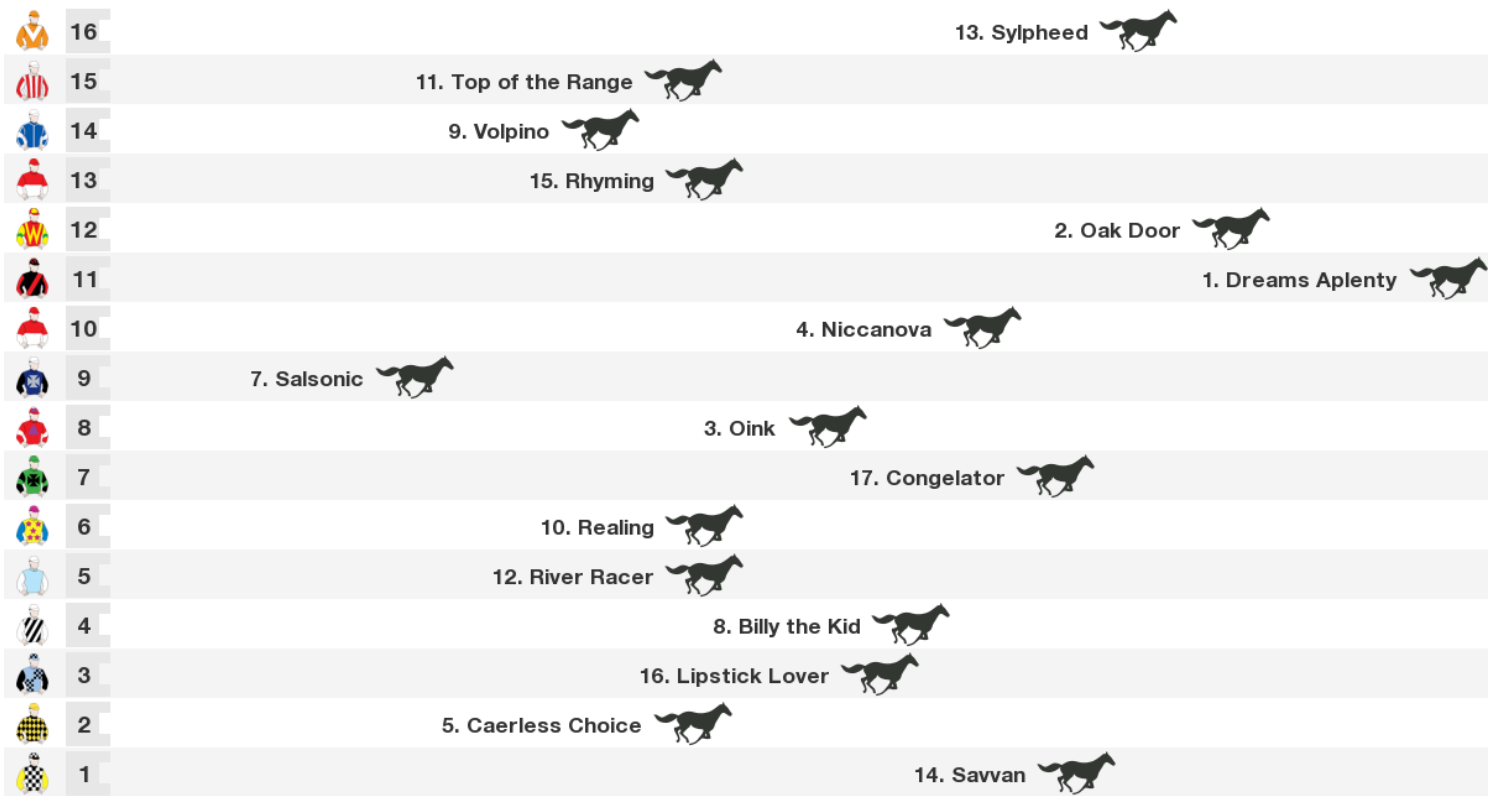 16 13. Sylpheed
15 11. Top of the Range
14 9. Volpino
13 15. Rhyming
12 2. Oak Door
W
11 1. Dreams Aplenty
10 4. Niccanova
9 7. Salsonic
8 3. Oink
7 17. Congelator
6 10. Realing
5 12. River Racer
4 8. Billy the Kid
3 16. Lipstick Lover
2 5. Caerless Choice
1 14. Savvan